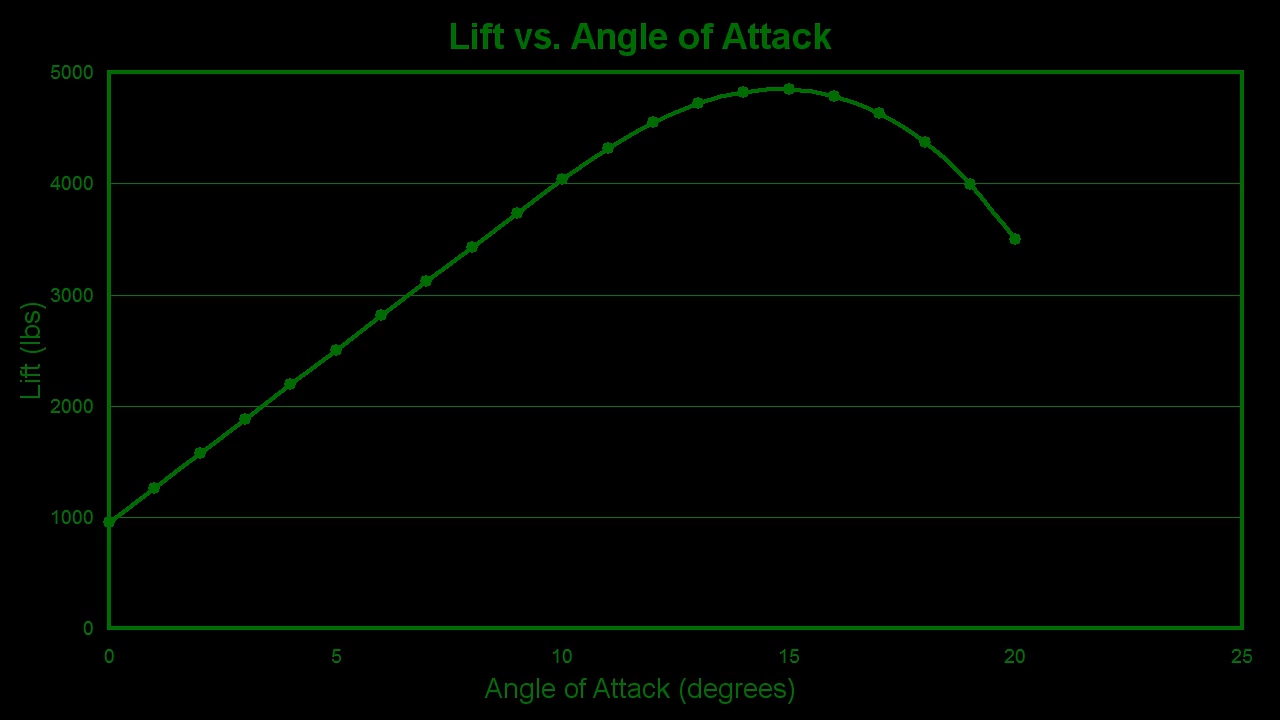 Lift vs. Angle of Attack
5000
4000
3000
2000
1000
0
Lift (lbs)
0 5 10 15 20 25
Angle of Attack (degrees)